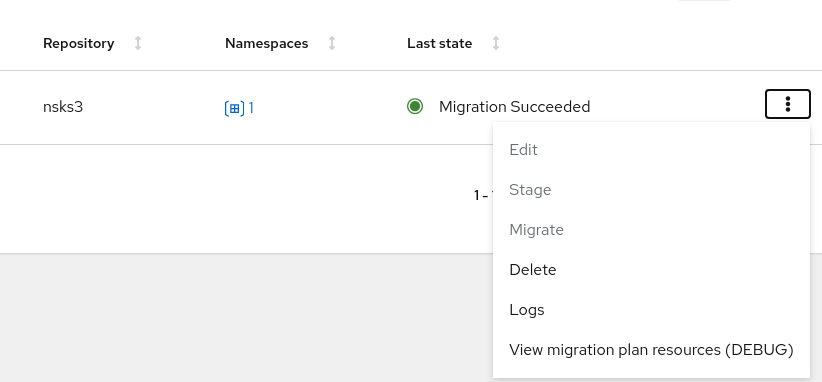 Repository Namespaces Last state
nsks3 1 Migration Succeeded
Edit
1 -
Stage
Migrate
Delete
Logs
View migration plan resources (DEBUG)